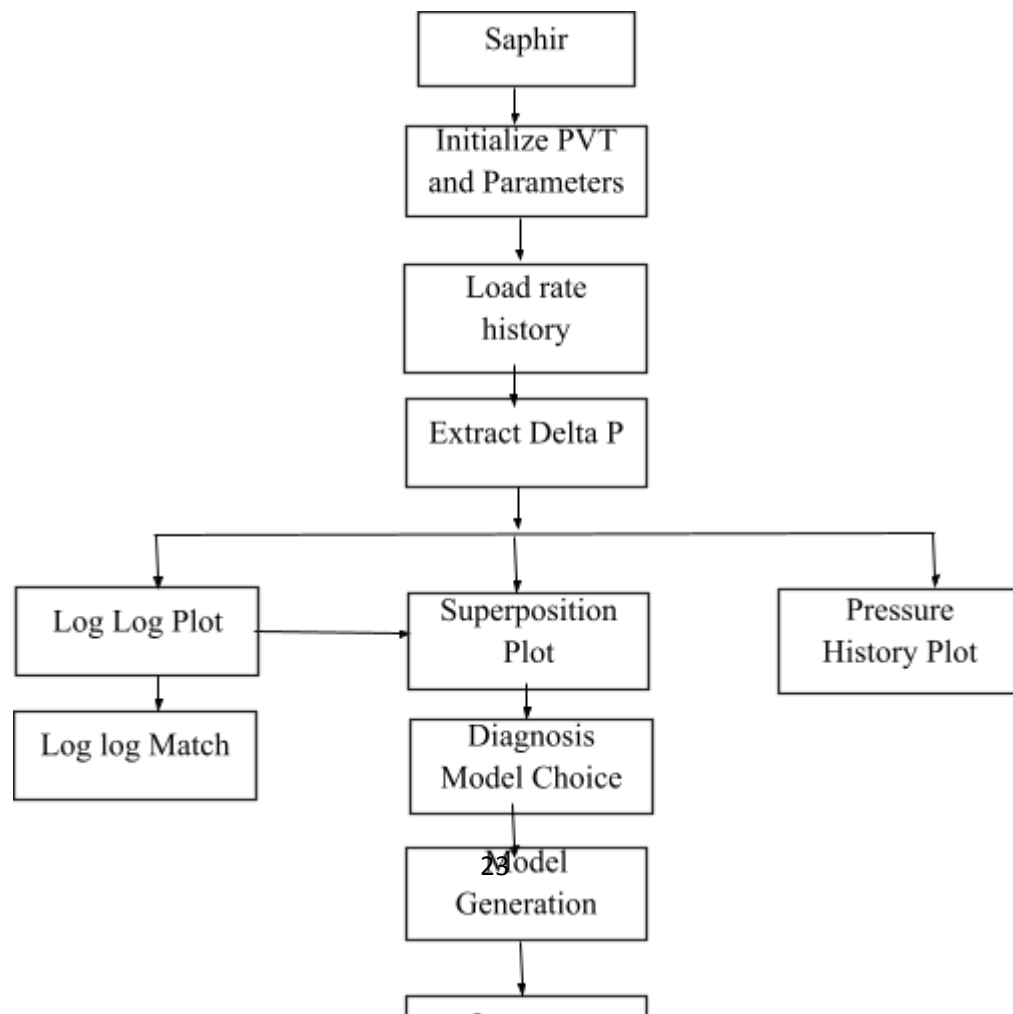 Saphir
Initialize PVT
and Parameters
Load rate
history
Extract Delta P
Log Log Plot
Superposition
Plot
Pressure
History Plot
Log log Match
Diagnosis
Model Choice
23
Model
Generation